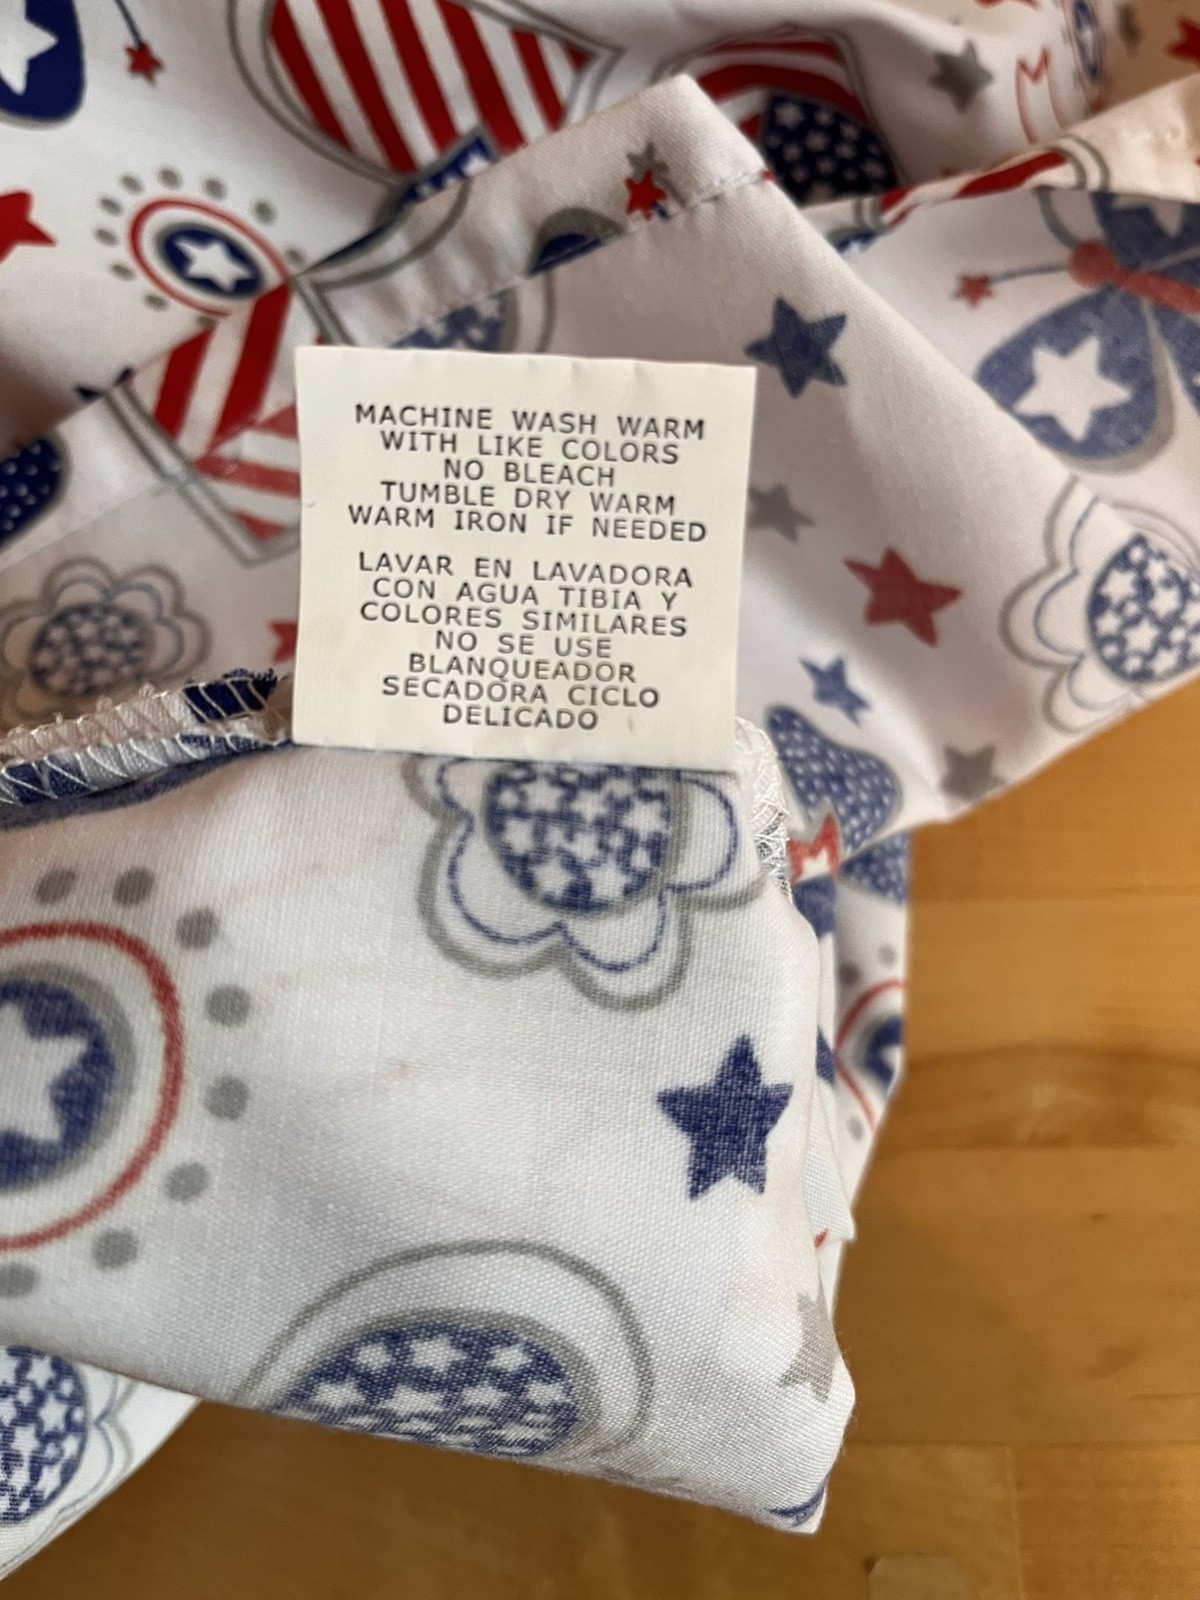 MACHINE WASH WARM
WITH LIKE COLORS
NO BLEACH
TUMBLE DRY WARM
WARM IRON IF NEEDED
LAVAR EN LAVADORA
CON AGUA TIBIA Y
COLORES SIMILARES
NO SE USE
BLANQUEADOR
SECADORA CICLO
DELICADO